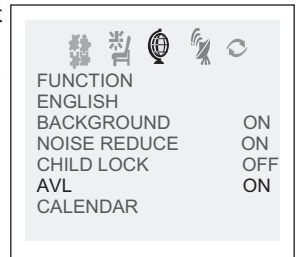 FUNCTION
ENGLISH
BACKGROUND ON
NOISE REDUCE ON
CHILD LOCK OFF
AVL ON
CALENDAR